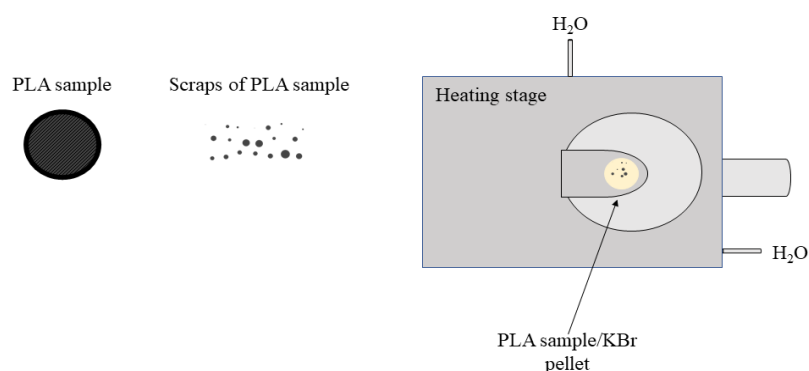 H₂O
PLA sample
Scraps of PLA sample
Heating stage
H₂O
PLA sample/KBr
pellet